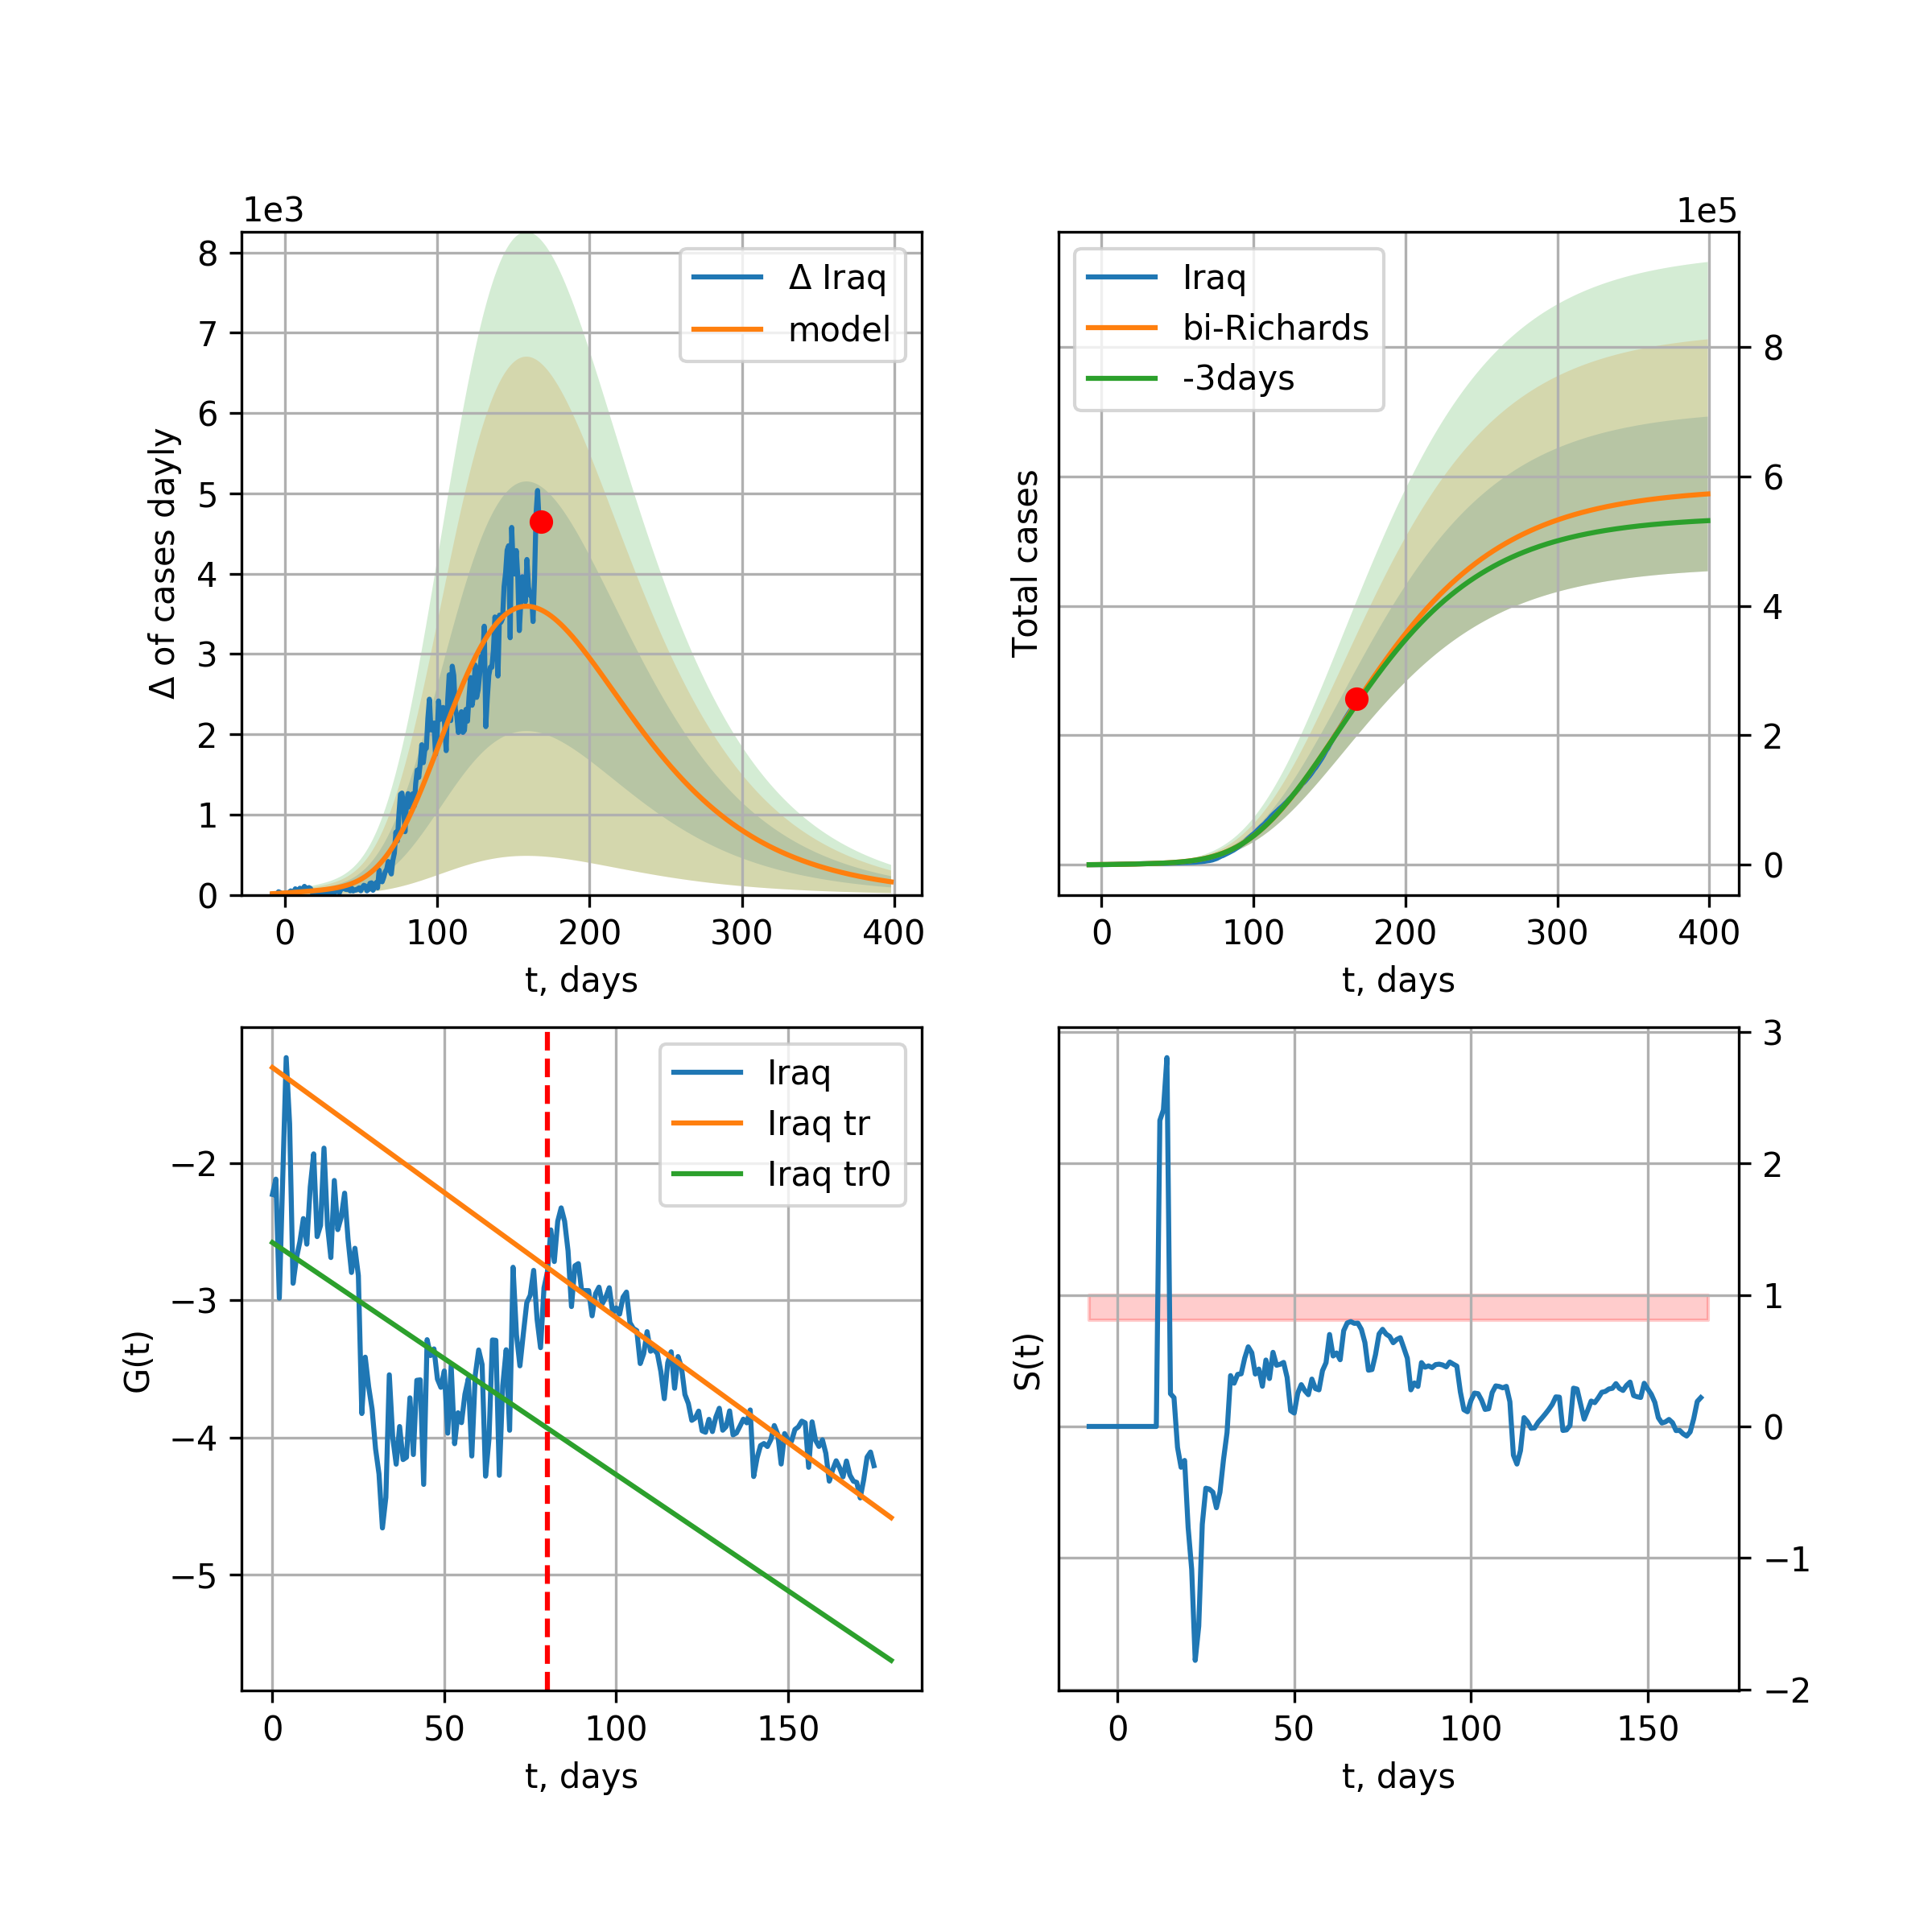 1e3
8
7
6
5
4
3
2
1
0
Δ of cases dayly
Δ Iraq
model
0 100 200 300 400
t, days
1e5
Iraq
bi-Richards
-3days
Total cases
8
6
4
2
0
0 100 200 300 400
t, days
Iraq
Iraq tr
Iraq tr0
G(t)
−2
−3
−4
−5
0 50 100 150
t, days
S(t)
3
2
1
0
−1
−2
0 50 100 150
t, days